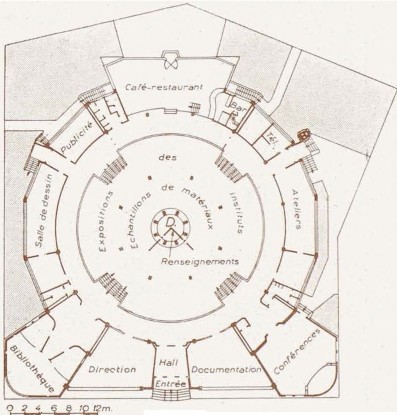 Café-restaurant
Bar
Publicité
Tél.
Salle de dessin
Ateliers
Expositions des instituts
Echantillons de matériaux
D.
Renseignements
Bibliothèque
Direction
Hall
Entrée
Documentation
Conférences
0 2 4 6 8 10 12 m.